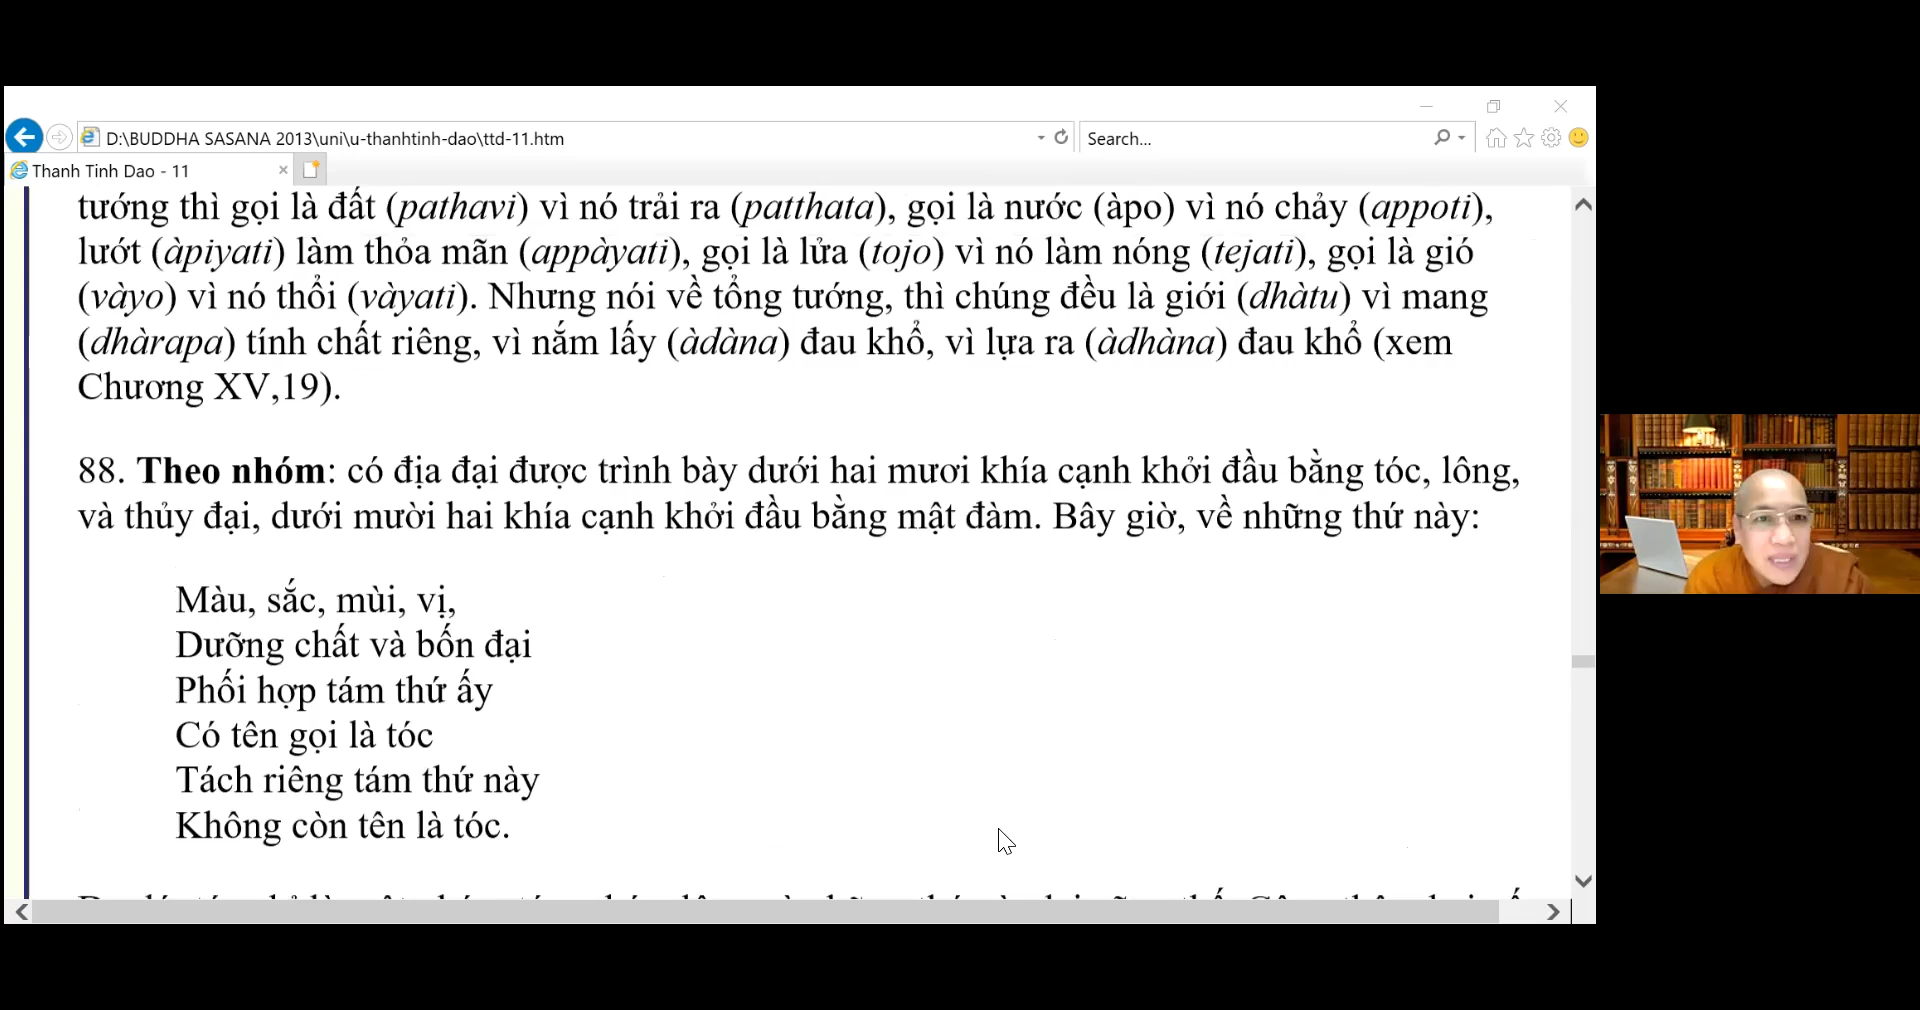 D:\BUDDHA SASANA 2013\uni\u-thanhtinh-dao\ttd-11.htm
Search...
Thanh Tinh Dao - 11
tướng thì gọi là đất (pathavi) vì nó trải ra (patthata), gọi là nước (àpo) vì nó chảy (appoti),
lướt (àpiyati) làm thỏa mãn (appàyati), gọi là lửa (tojo) vì nó làm nóng (tejati), gọi là gió
(vàyo) vì nó thổi (vàyati). Nhưng nói về tổng tướng, thì chúng đều là giới (dhàtu) vì mang
(dhàrapa) tính chất riêng, vì nắm lấy (àdàna) đau khổ, vì lựa ra (àdhàna) đau khổ (xem
Chương XV,19).
88. Theo nhóm: có địa đại được trình bày dưới hai mươi khía cạnh khởi đầu bằng tóc, lông,
và thủy đại, dưới mười hai khía cạnh khởi đầu bằng mật đàm. Bây giờ, về những thứ này:
Màu, sắc, mùi, vị,
Dưỡng chất và bốn đại
Phối hợp tám thứ ấy
Có tên gọi là tóc
Tách riêng tám thứ này
Không còn tên là tóc.